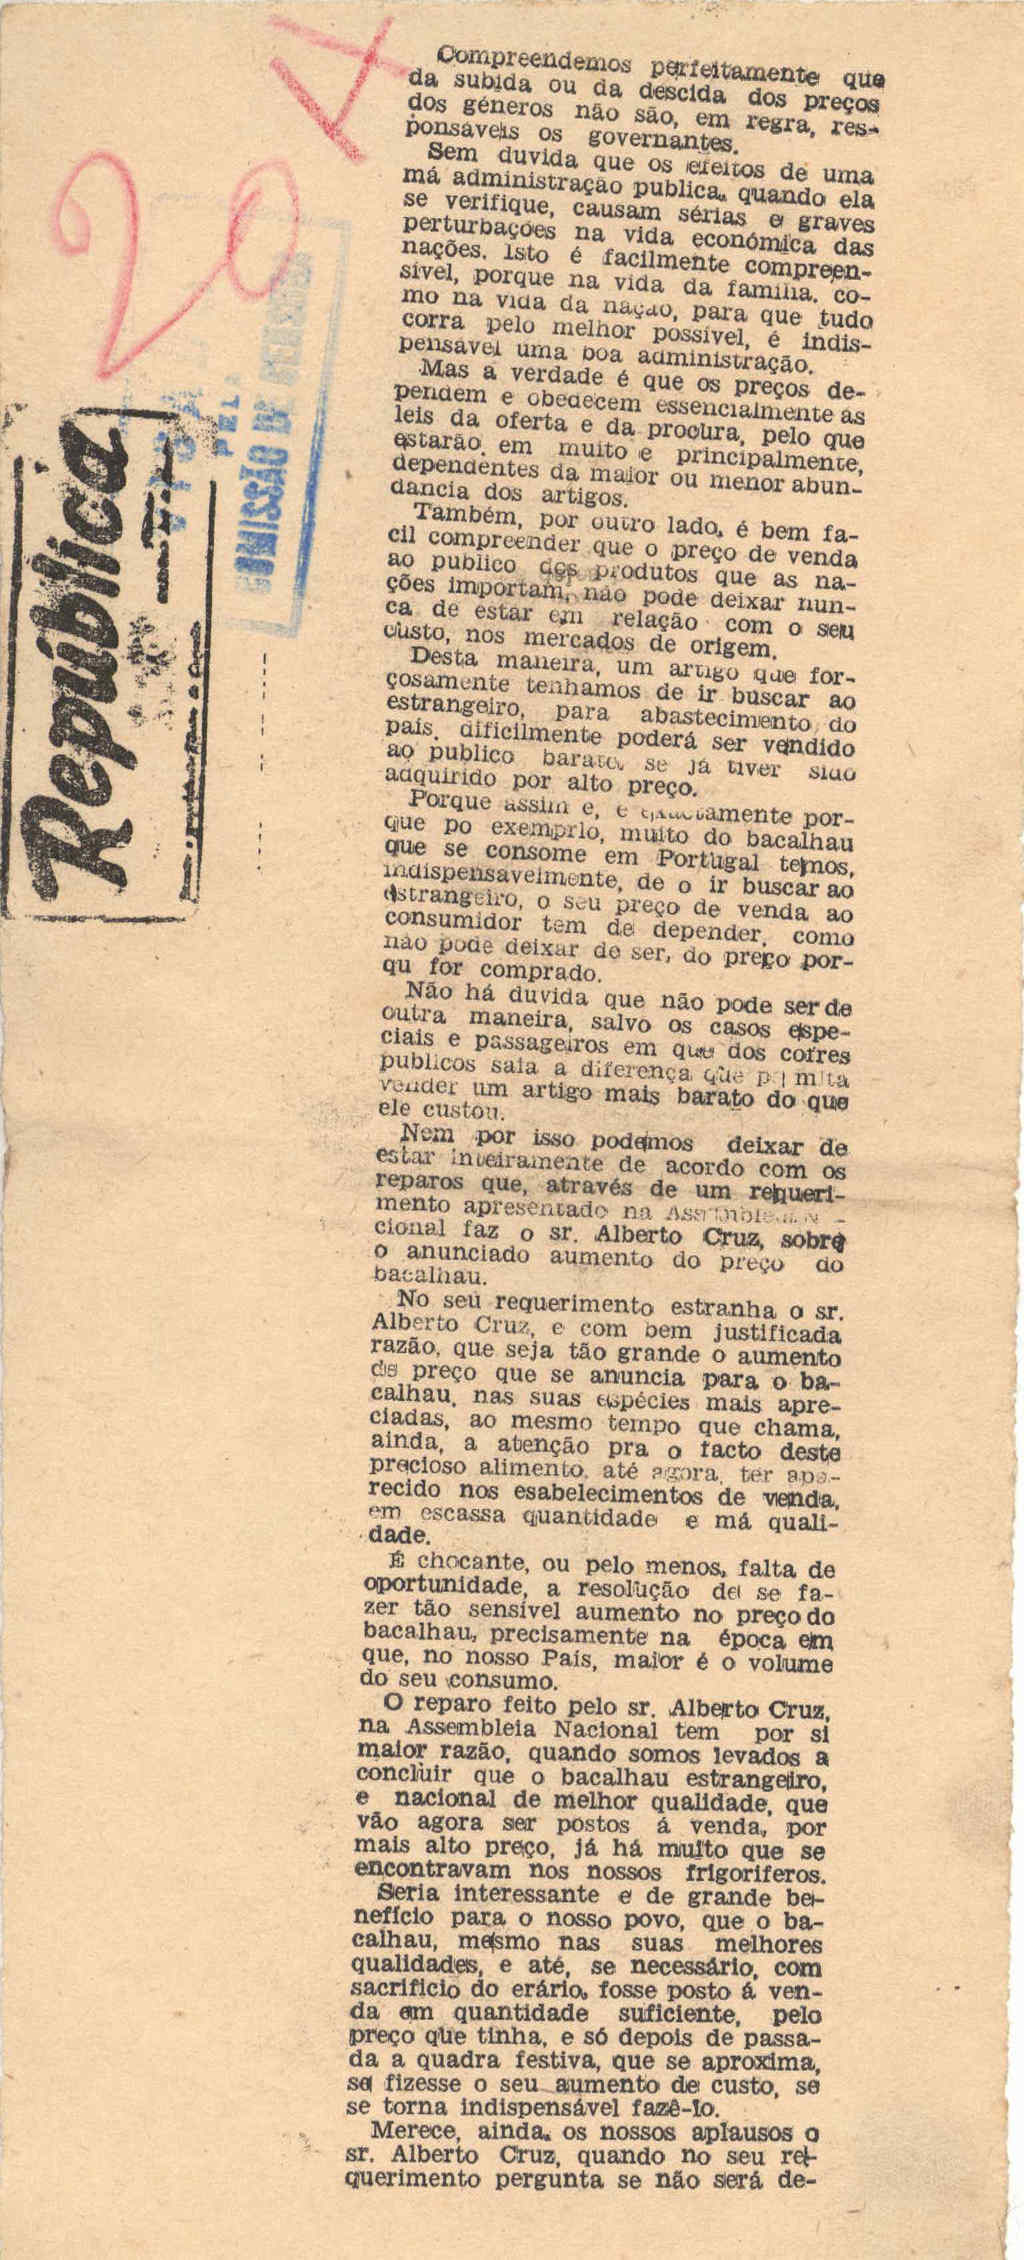 20
República
VISADO
PELA
COMISSÃO DE CENSURA
Compreendemos perfeitamente que
da subida ou da descida dos preços
dos géneros não são, em regra, res-
ponsáveis os governantes.
Sem duvida que os efeitos de uma
má administração publica, quando ela
se verifique, causam sérias e graves
perturbações na vida económica das
nações. Isto é facilmente compreen-
sível, porque na vida da familia, co-
mo na vida da nação, para que tudo
corra pelo melhor possível, é indis-
pensável uma boa administração.
Mas a verdade é que os preços de-
pendem e obedecem essencialmente ás
leis da oferta e da procura, pelo que
estarão, em muito e principalmente,
dependentes da maior ou menor abun-
dancia dos artigos.
Também, por outro lado, é bem fa-
cil compreender que o preço de venda
ao publico dos produtos que as na-
ções importam, não pode deixar nun-
ca de estar em relação com o seu
custo, nos mercados de origem.
Desta maneira, um artigo que for-
çosamente tenhamos de ir buscar ao
estrangeiro, para abastecimento do
país, dificilmente poderá ser vendido
ao publico barato, se já tiver sido
adquirido por alto preço.
Porque assim é, é exactamente por-
que po exemprlo, muito do bacalhau
que se consome em Portugal temos,
indispensavelmente, de o ir buscar ao
estrangeiro, o seu preço de venda ao
consumidor tem de depender, como
não pode deixar de ser, do preço por-
qu for comprado.
Não há duvida que não pode ser de
outra maneira, salvo os casos espe-
ciais e passageiros em que dos cofres
publicos saia a diferença que permita
vender um artigo mais barato do que
ele custou.
Nem por isso podemos deixar de
estar inteiramente de acordo com os
reparos que, através de um requeri-
mento apresentado na Assembleia N -
cional faz o sr. Alberto Cruz, sobre
o anunciado aumento do preço do
bacalhau.
No seu requerimento estranha o sr.
Alberto Cruz, e com bem justificada
razão, que seja tão grande o aumento
de preço que se anuncia para o ba-
calhau, nas suas espécies mais apre-
ciadas, ao mesmo tempo que chama,
ainda, a atenção pra o facto deste
precioso alimento, até agora, ter apa-
recido nos esabelecimentos de venda,
em escassa quantidade e má quali-
dade.
É chocante, ou pelo menos, falta de
oportunidade, a resolução de se fa-
zer tão sensível aumento no preço do
bacalhau, precisamente na época em
que, no nosso País, maior é o volume
do seu consumo.
O reparo feito pelo sr. Alberto Cruz,
na Assembleia Nacional tem por si
maior razão, quando somos levados a
concluir que o bacalhau estrangeiro,
e nacional de melhor qualidade, que
vão agora ser postos á venda, por
mais alto preço, já há muito que se
encontravam nos nossos frigoriferos.
Seria interessante e de grande be-
nefício para o nosso povo, que o ba-
calhau, mesmo nas suas melhores
qualidades, e até, se necessário, com
sacrificio do erário, fosse posto á ven-
da em quantidade suficiente, pelo
preço que tinha, e só depois de passa-
da a quadra festiva, que se aproxima,
se fizesse o seu aumento de custo, se
se torna indispensável fazê-lo.
Merece, ainda, os nossos aplausos o
sr. Alberto Cruz, quando no seu re-
querimento pergunta se não será de-